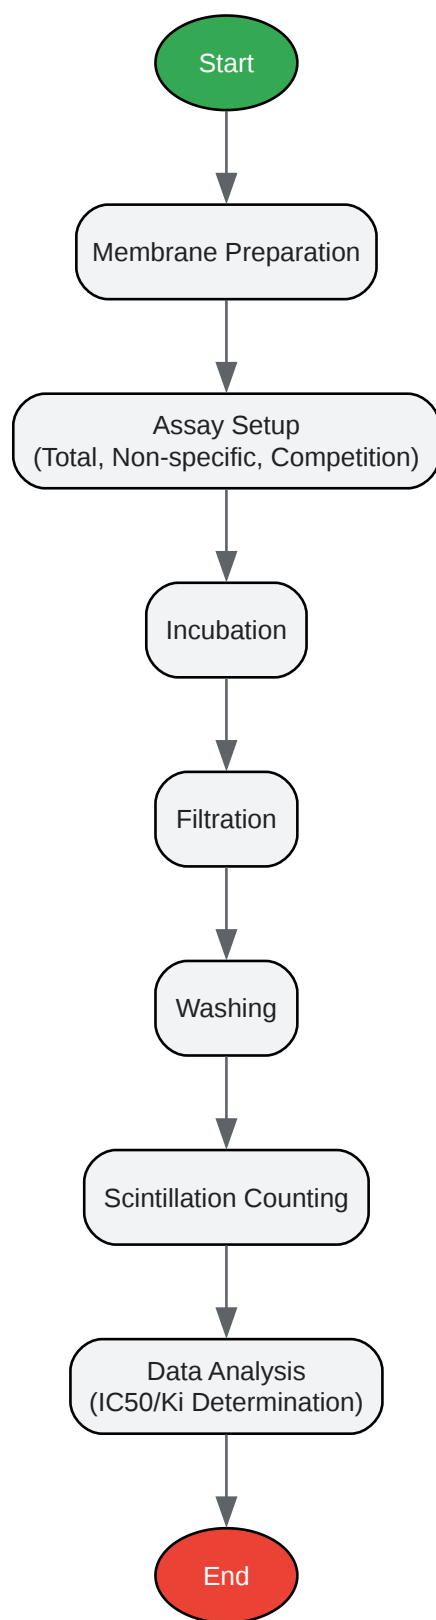 Start
Membrane Preparation
Assay Setup
(Total, Non-specific, Competition)
Incubation
Filtration
Washing
Scintillation Counting
Data Analysis
(IC50/Ki Determination)
End